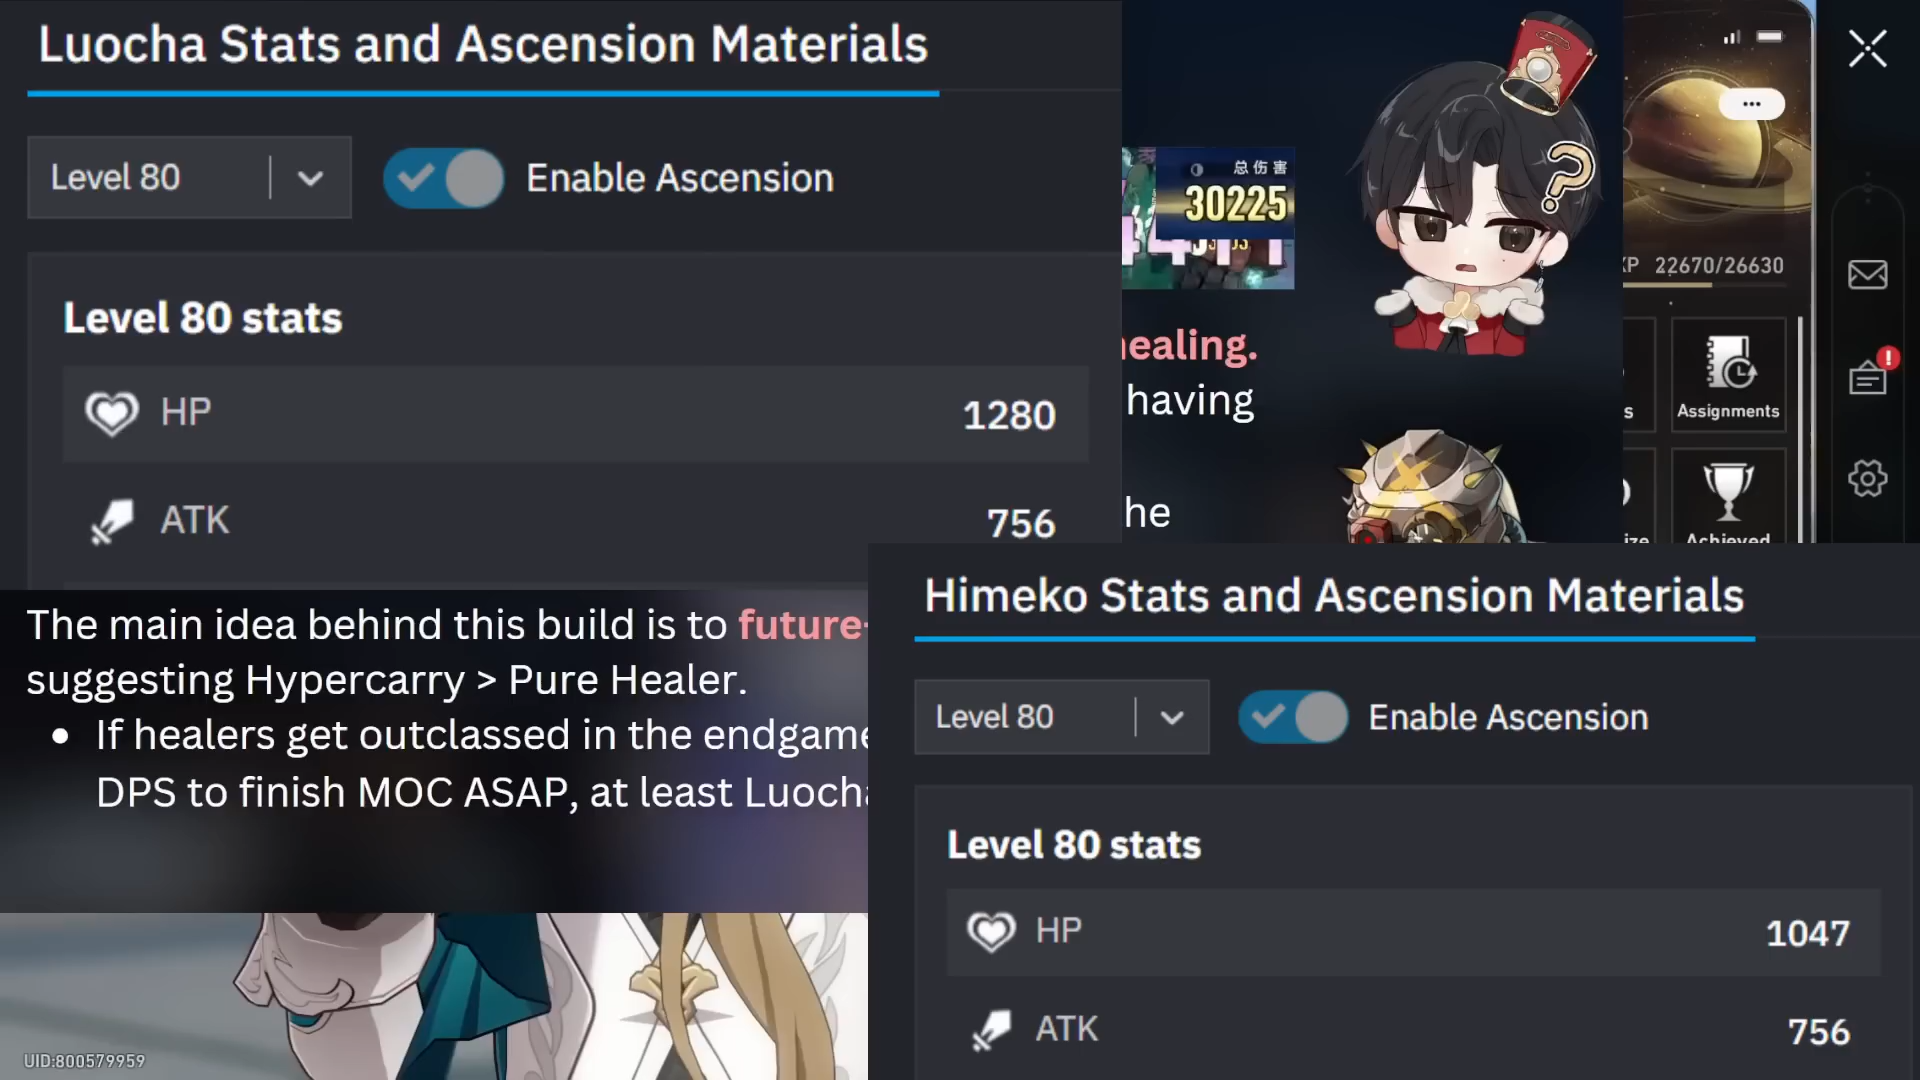 Luocha Stats and Ascension Materials
Level 80
Enable Ascension
Level 80 stats
HP 1280
ATK 756
总伤害
30225
healing.
having
he
22670/26630
Assignments
Achieved
The main idea behind this build is to future-
suggesting Hypercarry > Pure Healer.
• If healers get outclassed in the endgame
DPS to finish MOC ASAP, at least Luocha
Himeko Stats and Ascension Materials
Level 80
Enable Ascension
Level 80 stats
HP 1047
ATK 756
UID:800579959